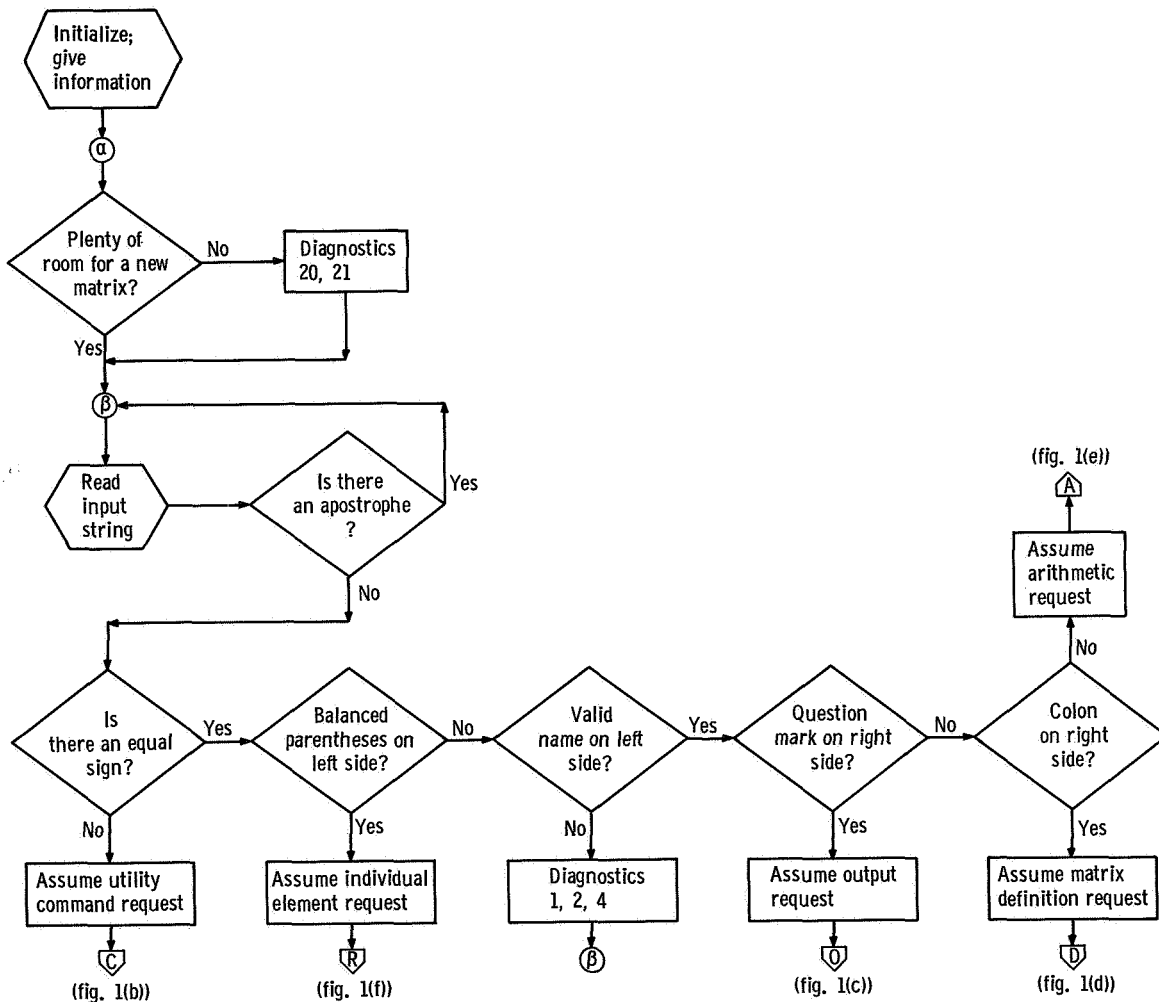 Initialize;
give
information
α
Plenty of
room for a new
matrix?
No
Diagnostics
20, 21
Yes
β
Read
input
string
Is there
an apostrophe
?
Yes
No
(fig. 1(e))
A
Assume
arithmetic
request
No
Is
there an equal
sign?
Yes
Balanced
parentheses on
left side?
No
Valid
name on left
side?
Yes
Question
mark on right
side?
No
Colon
on right
side?
No
Yes
No
Yes
Yes
Assume utility
command request
Assume individual
element request
Diagnostics
1, 2, 4
Assume output
request
Assume matrix
definition request
C
R
β
O
D
(fig. 1(b))
(fig. 1(f))
(fig. 1(c))
(fig. 1(d))